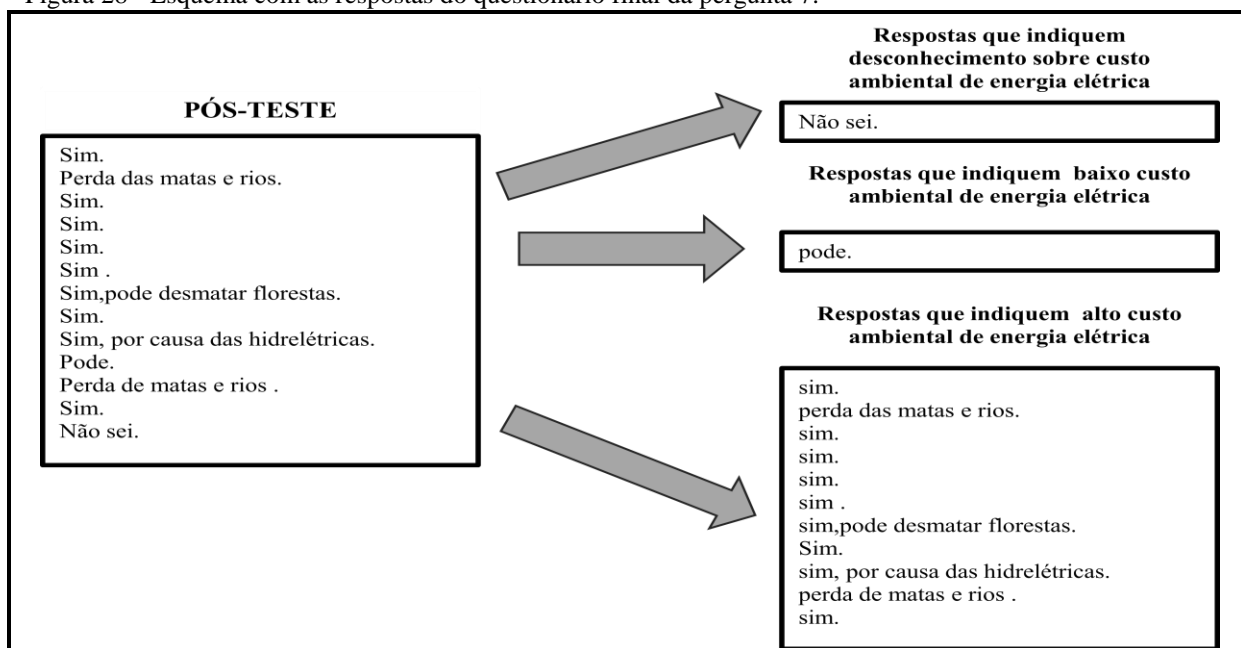 Figura 28 - Esquema com as respostas do questionário final da pergunta 7.
PÓS-TESTE
Sim.
Perda das matas e rios.
Sim.
Sim.
Sim.
Sim .
Sim,pode desmatar florestas.
Sim.
Sim, por causa das hidrelétricas.
Pode.
Perda de matas e rios .
Sim.
Não sei.
Respostas que indiquem
desconhecimento sobre custo
ambiental de energia elétrica
Não sei.
Respostas que indiquem baixo custo
ambiental de energia elétrica
pode.
Respostas que indiquem alto custo
ambiental de energia elétrica
sim.
perda das matas e rios.
sim.
sim.
sim.
sim .
sim,pode desmatar florestas.
Sim.
sim, por causa das hidrelétricas.
perda de matas e rios .
sim.